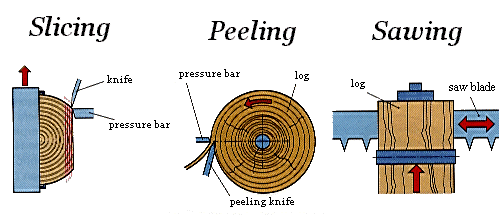 Slicing
knife
pressure bar
Peeling
pressure bar
log
peeling knife
Sawing
log
saw blade